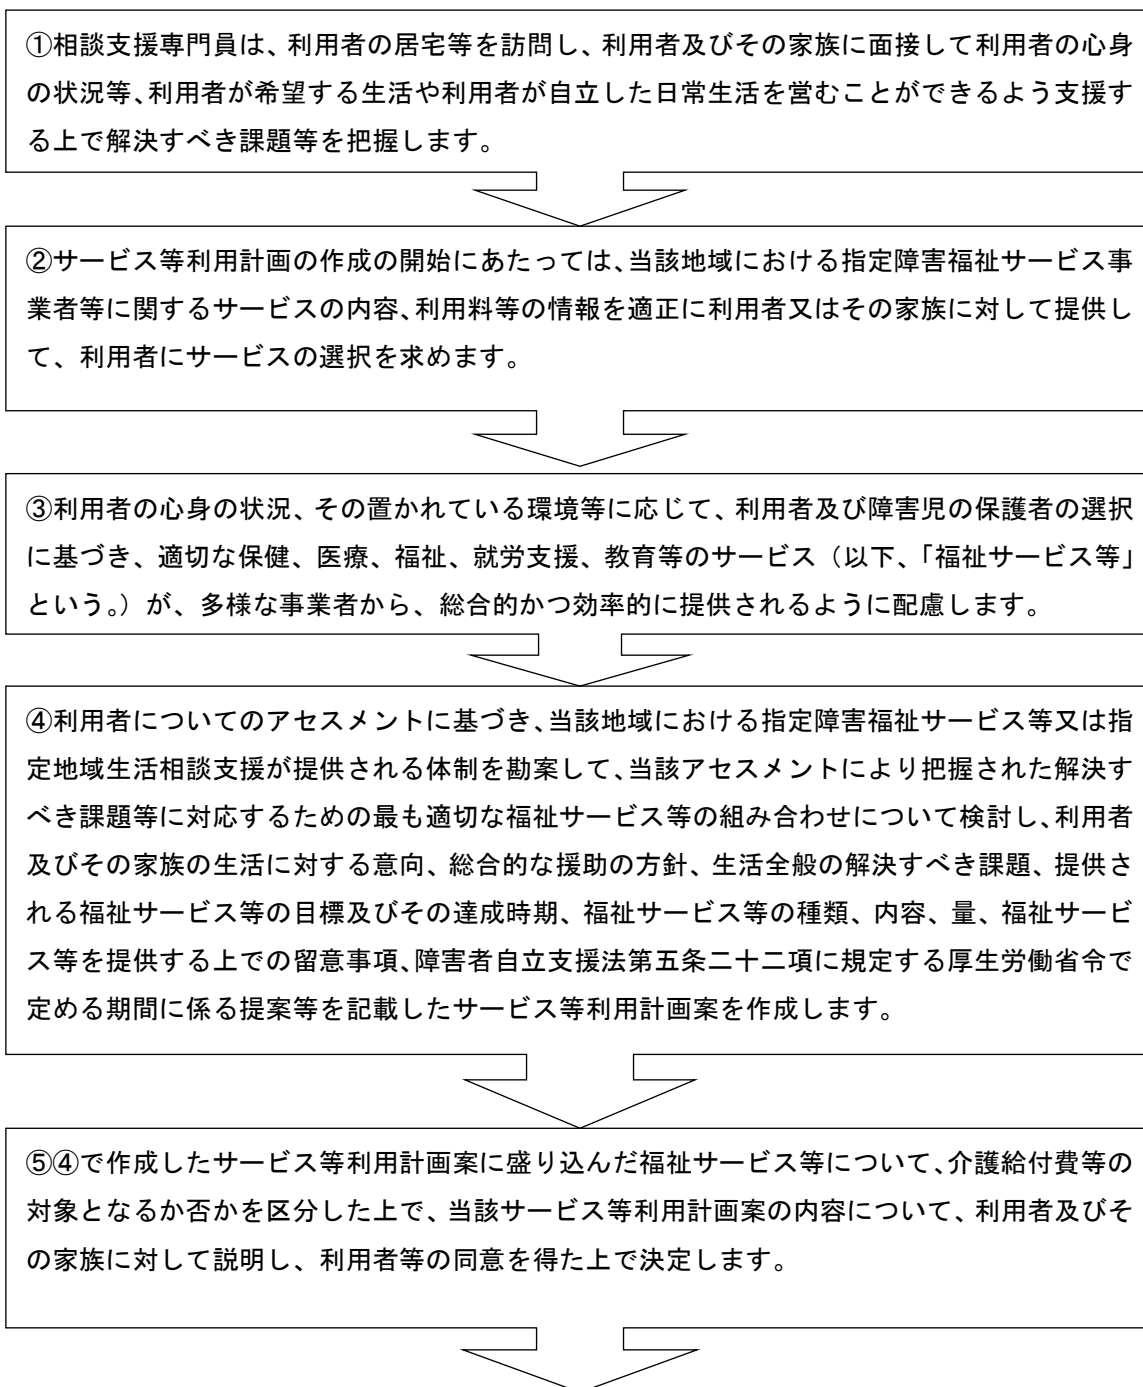 ①相談支援専門員は、利用者の居宅等を訪問し、利用者及びその家族に面接して利用者の心身
の状況等、利用者が希望する生活や利用者が自立した日常生活を営むことができるよう支援す
る上で解決すべき課題等を把握します。
②サービス等利用計画の作成の開始にあたっては、当該地域における指定障害福祉サービス事
業者等に関するサービスの内容、利用料等の情報を適正に利用者又はその家族に対して提供し
て、利用者にサービスの選択を求めます。
③利用者の心身の状況、その置かれている環境等に応じて、利用者及び障害児の保護者の選択
に基づき、適切な保健、医療、福祉、就労支援、教育等のサービス（以下、「福祉サービス等」
という。）が、多様な事業者から、総合的かつ効率的に提供されるように配慮します。
④利用者についてのアセスメントに基づき、当該地域における指定障害福祉サービス等又は指
定地域生活相談支援が提供される体制を勘案して、当該アセスメントにより把握された解決す
べき課題等に対応するための最も適切な福祉サービス等の組み合わせについて検討し、利用者
及びその家族の生活に対する意向、総合的な援助の方針、生活全般の解決すべき課題、提供さ
れる福祉サービス等の目標及びその達成時期、福祉サービス等の種類、内容、量、福祉サービ
ス等を提供する上での留意事項、障害者自立支援法第五条二十二項に規定する厚生労働省令で
定める期間に係る提案等を記載したサービス等利用計画案を作成します。
⑤④で作成したサービス等利用計画案に盛り込んだ福祉サービス等について、介護給付費等の
対象となるか否かを区分した上で、当該サービス等利用計画案の内容について、利用者及びそ
の家族に対して説明し、利用者等の同意を得た上で決定します。